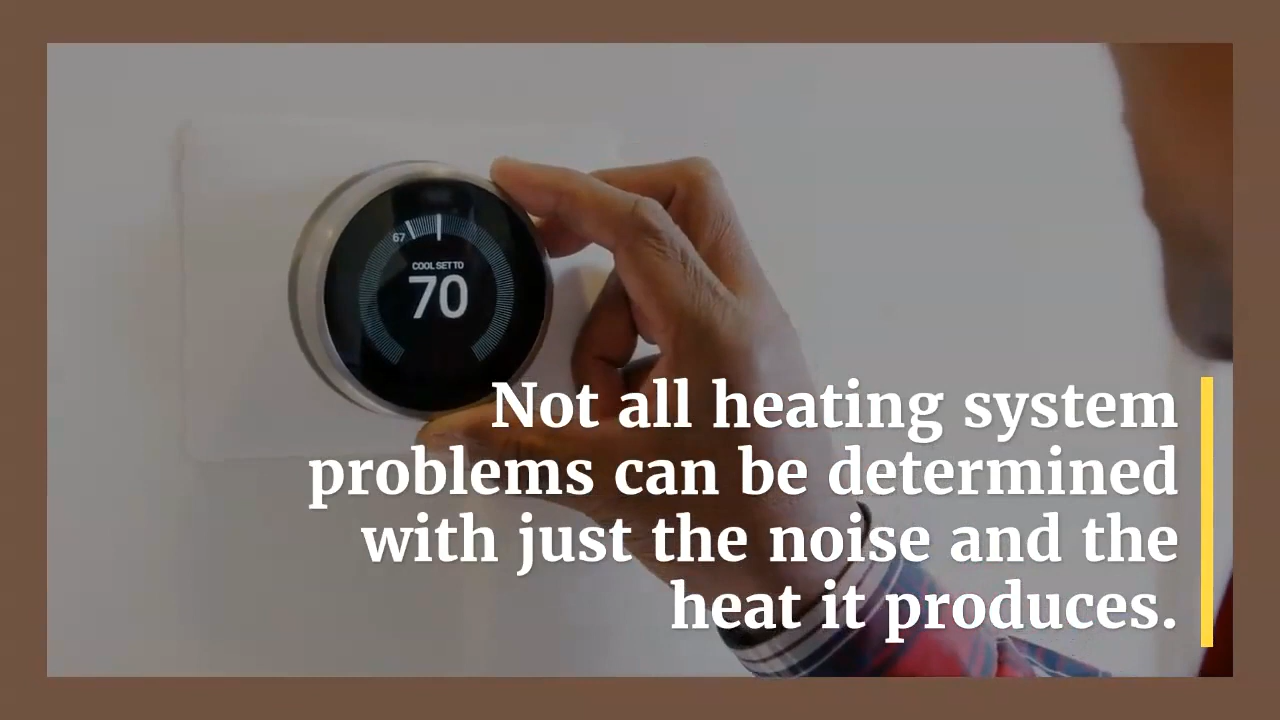 67
COOL SET TO
70
Not all heating system
problems can be determined
with just the noise and the
heat it produces.